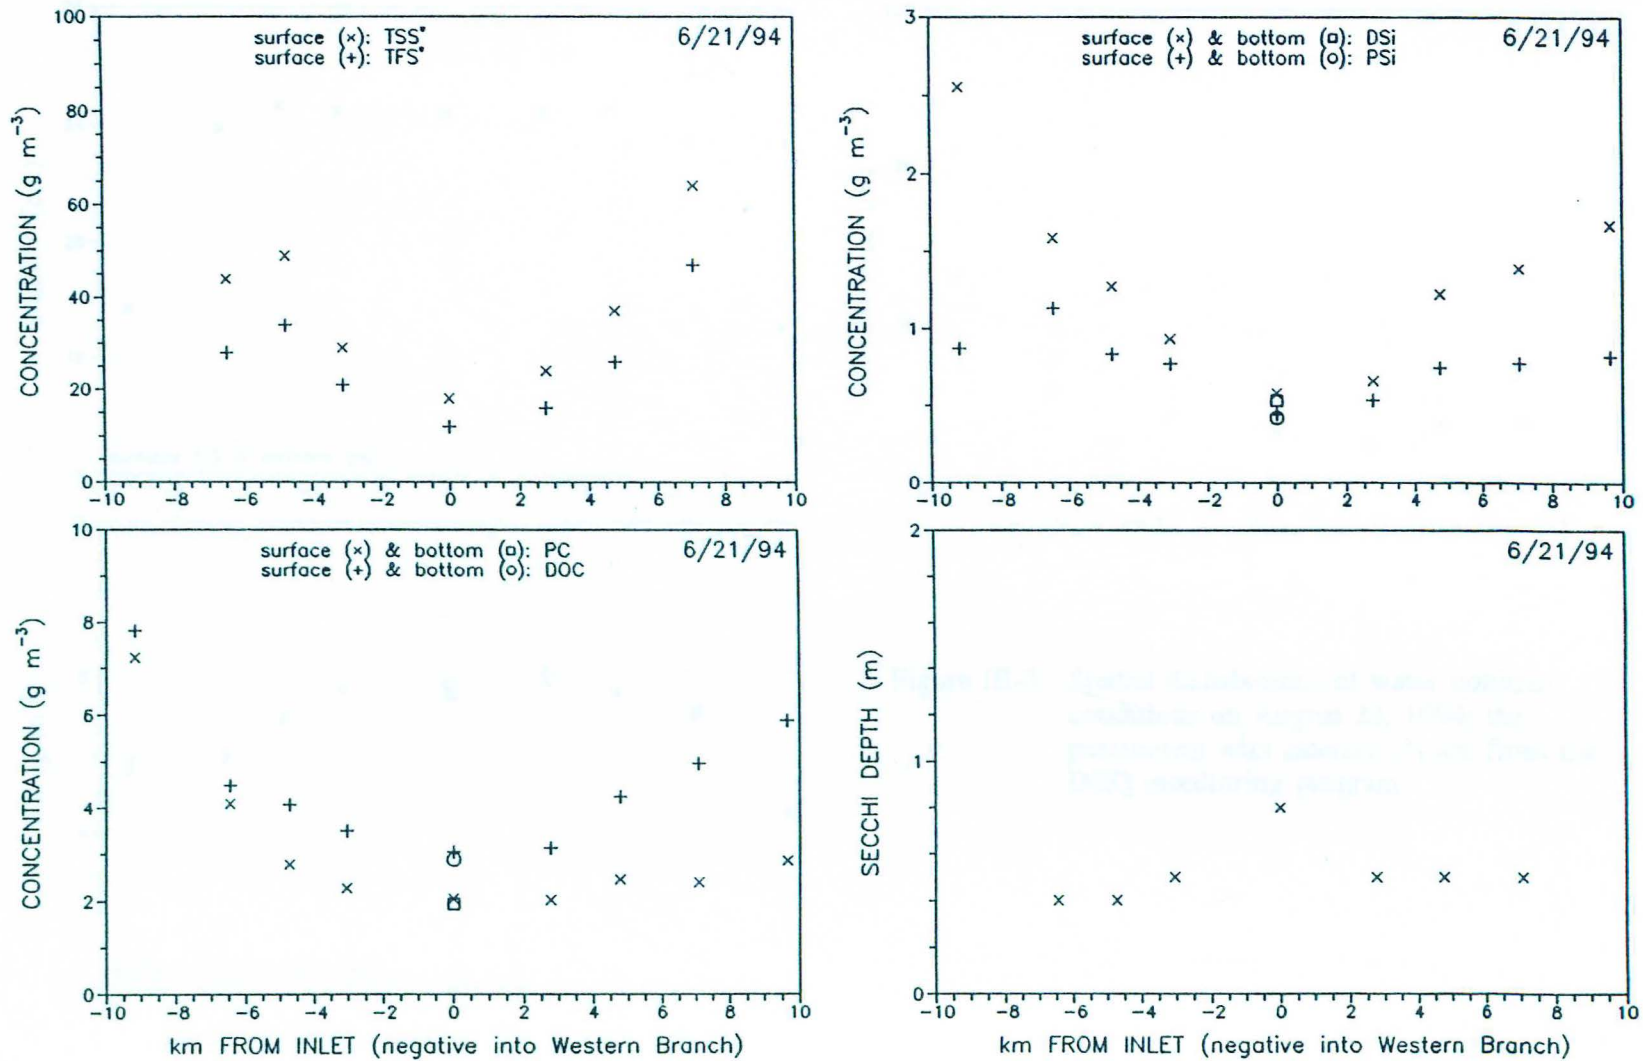 100
80
60
40
20
0
CONCENTRATION (g m⁻³)
surface (×): TSS*
surface (+): TFS*
6/21/94
-10 -8 -6 -4 -2 0 2 4 6 8 10
3
2
1
0
CONCENTRATION (g m⁻³)
surface (×) & bottom (□): DSi
surface (+) & bottom (○): PSi
6/21/94
-10 -8 -6 -4 -2 0 2 4 6 8 10
10
8
6
4
2
0
CONCENTRATION (g m⁻³)
surface (×) & bottom (□): PC
surface (+) & bottom (○): DOC
6/21/94
-10 -8 -6 -4 -2 0 2 4 6 8 10
km FROM INLET (negative into Western Branch)
2
1
0
SECCHI DEPTH (m)
6/21/94
-10 -8 -6 -4 -2 0 2 4 6 8 10
km FROM INLET (negative into Western Branch)